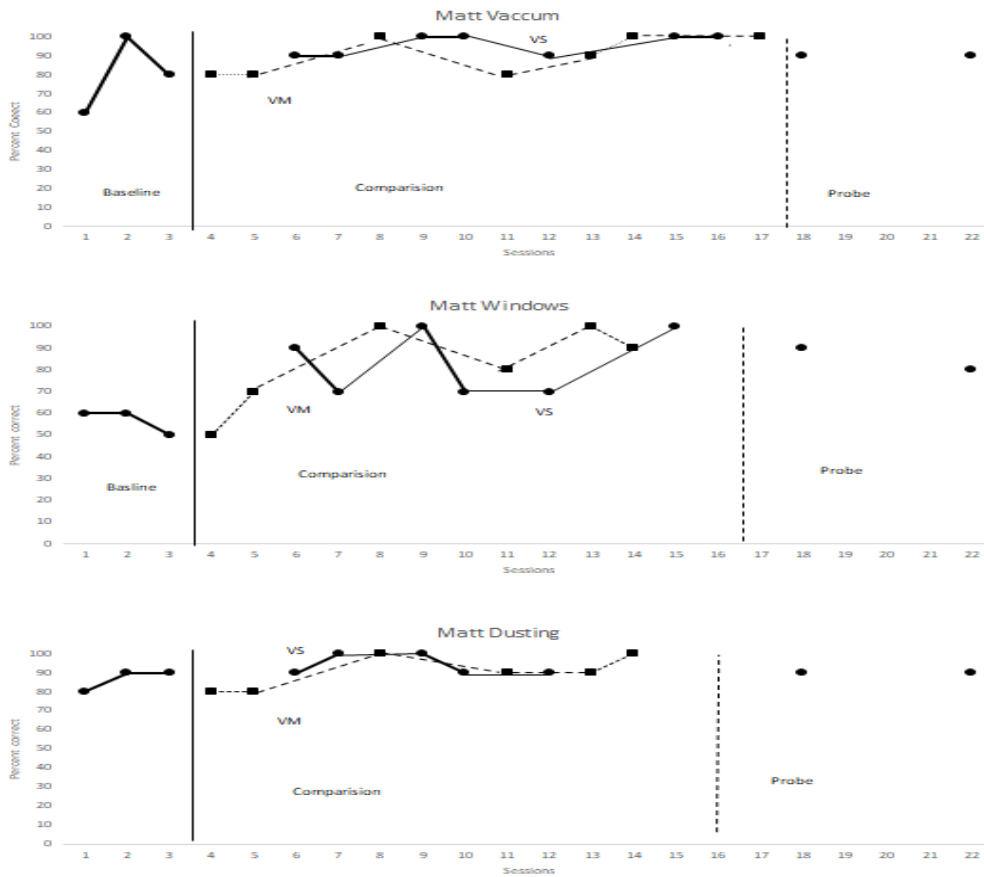 Matt Vaccum
Percent Coeect
100
90
80
70
60
50
40
30
20
10
0
VS
VM
Baseline
Comparision
Probe
1 2 3 4 5 6 7 8 9 10 11 12 13 14 15 16 17 18 19 20 21 22
Sessions
Matt Windows
Percent correct
100
90
80
70
60
50
40
30
20
10
0
VM
VS
Basline
Comparision
Probe
1 2 3 4 5 6 7 8 9 10 11 12 13 14 15 16 17 18 19 20 21 22
Sessions
Matt Dusting
Percent correct
100
90
80
70
60
50
40
30
20
10
0
VS
VM
Comparision
Probe
1 2 3 4 5 6 7 8 9 10 11 12 13 14 15 16 17 18 19 20 21 22
Sessions